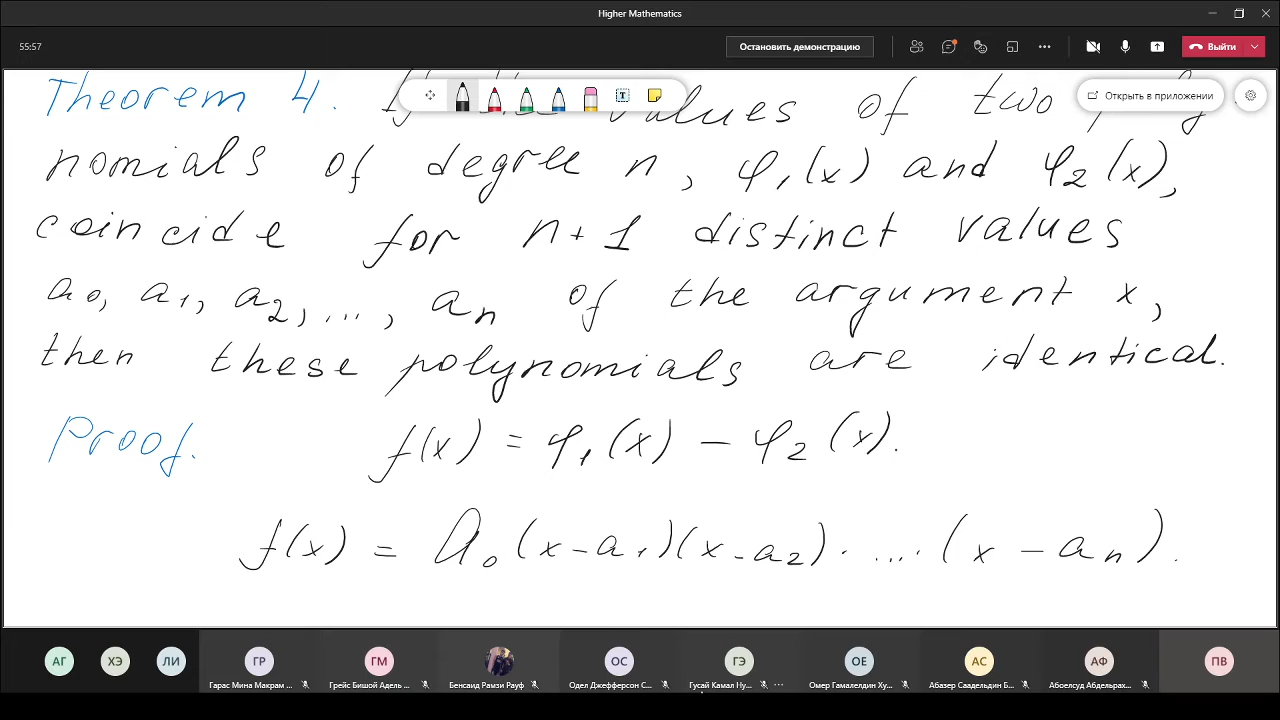 Higher Mathematics
55:57
Остановить демонстрацию
Выйти
Открыть в приложении
Theorem 4. If values of two poly
nomials of degree n, φ₁(x) and φ₂(x),
coincide for n+1 distinct values
a₀, a₁, a₂, ..., aₙ of the argument x,
then these polynomials are identical.
Proof. f(x) = φ₁(x) – φ₂(x).
f(x) = A₀(x–a₁)(x–a₂)· ... ·(x – aₙ).
АГ ХЭ ЛИ ГР ГМ ОС ГЭ ОЕ АС АФ ПВ
Гарас Мина Макрам ... Грейс Бишой Адель ... Бенсаид Рамзи Рауф Одел Джефферсон С... Гусай Камал Ну... ... Омер Гамалелдин Ху... Абазер Саадельдин Б... Абоелсуд Абдельрах...